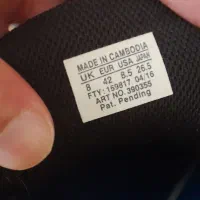 MADE IN CAMBODIA
UK EUR USA JAPAN
8 42 8.5 26.5
FTY: 159817 04/16
ART NO. 390355
Pat. Pending